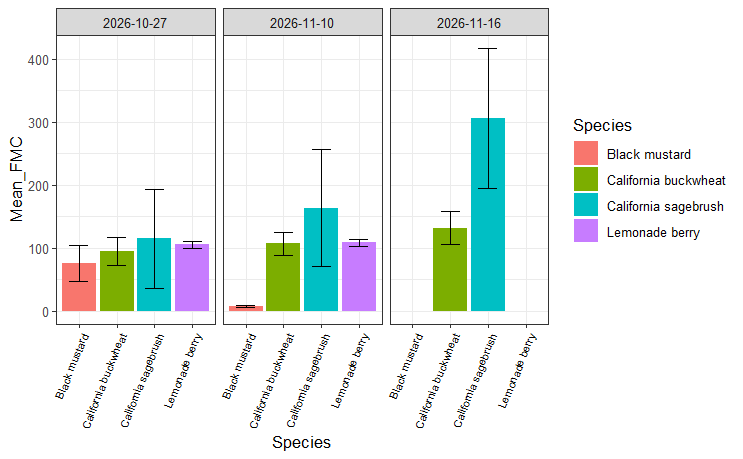 2026-10-27 2026-11-10 2026-11-16
Mean_FMC
400
300
200
100
0
Black mustard California buckwheat California sagebrush Lemonade berry Black mustard California buckwheat California sagebrush Lemonade berry Black mustard California buckwheat California sagebrush Lemonade berry
Species
Species
Black mustard
California buckwheat
California sagebrush
Lemonade berry